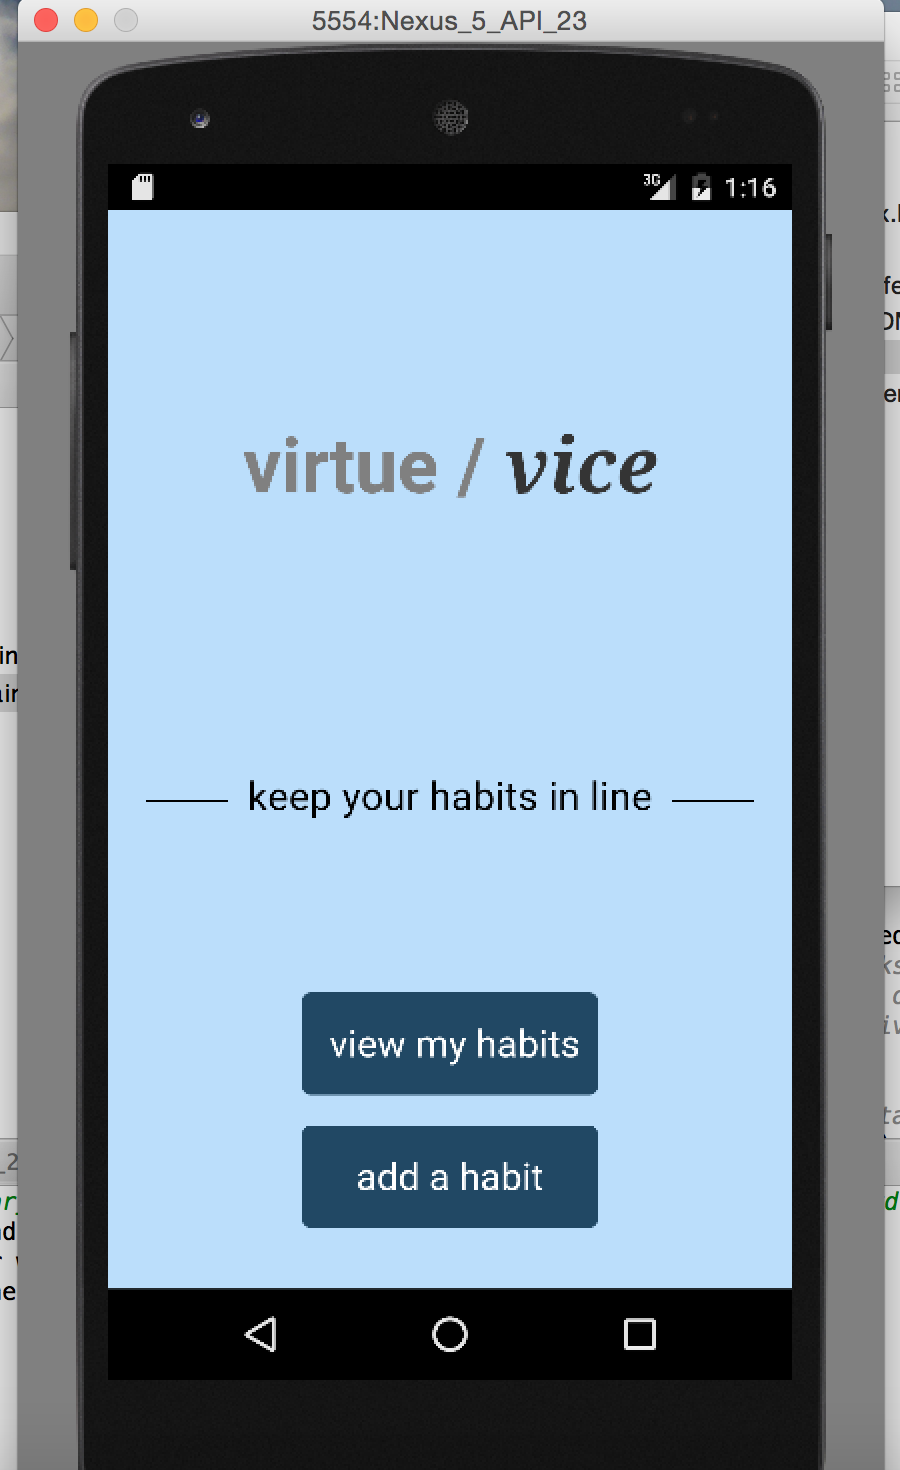 5554:Nexus_5_API_23
3G 1:16
virtue / vice
keep your habits in line
view my habits
add a habit